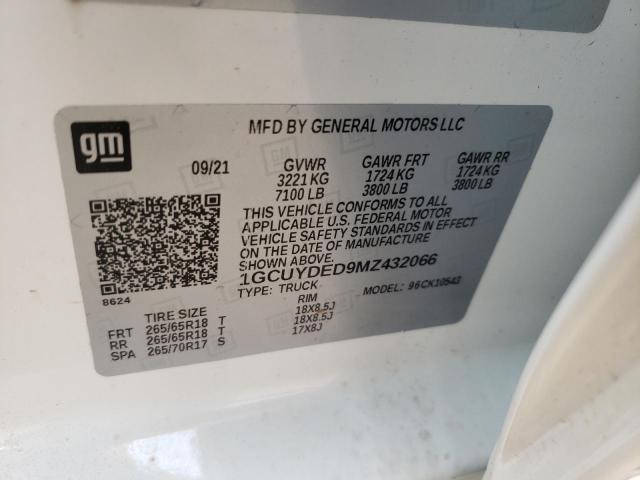 gm
MFD BY GENERAL MOTORS LLC
09/21 GVWR GAWR FRT GAWR RR
3221 KG 1724 KG 1724 KG
7100 LB 3800 LB 3800 LB
THIS VEHICLE CONFORMS TO ALL
APPLICABLE U.S. FEDERAL MOTOR
VEHICLE SAFETY STANDARDS IN EFFECT
ON THE DATE OF MANUFACTURE
SHOWN ABOVE.
1GCUYDED9MZ432066
8624
TYPE: TRUCK MODEL: 96CK10543
TIRE SIZE RIM
FRT 265/65R18 T 18X8.5J
RR 265/65R18 T 18X8.5J
SPA 265/70R17 S 17X8J